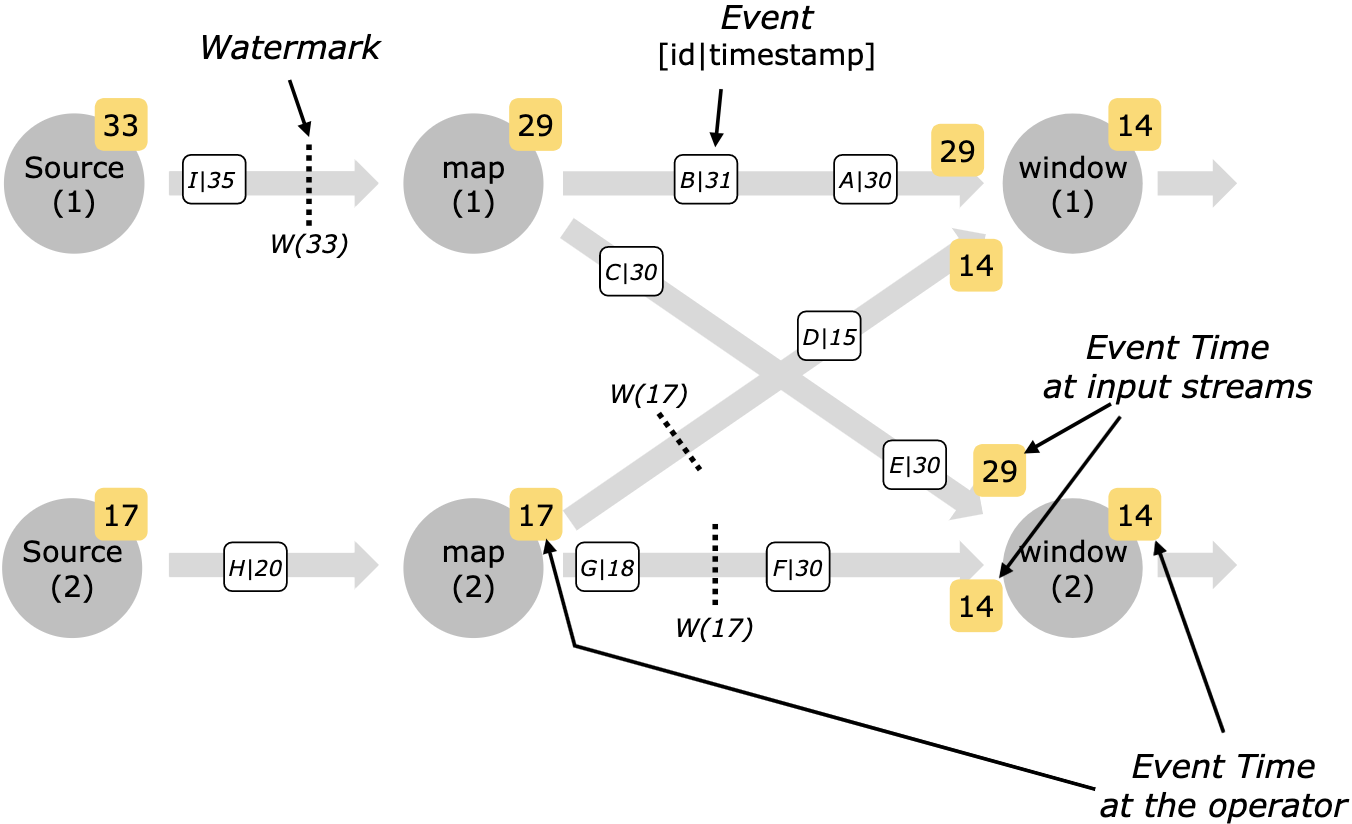 Event
[id|timestamp]
Watermark
33
29
14
29
Source
(1)
I|35
map
(1)
B|31
A|30
window
(1)
W(33)
C|30
14
D|15
Event Time
at input streams
W(17)
E|30
29
17
17
14
Source
(2)
H|20
map
(2)
G|18
F|30
window
(2)
14
W(17)
Event Time
at the operator